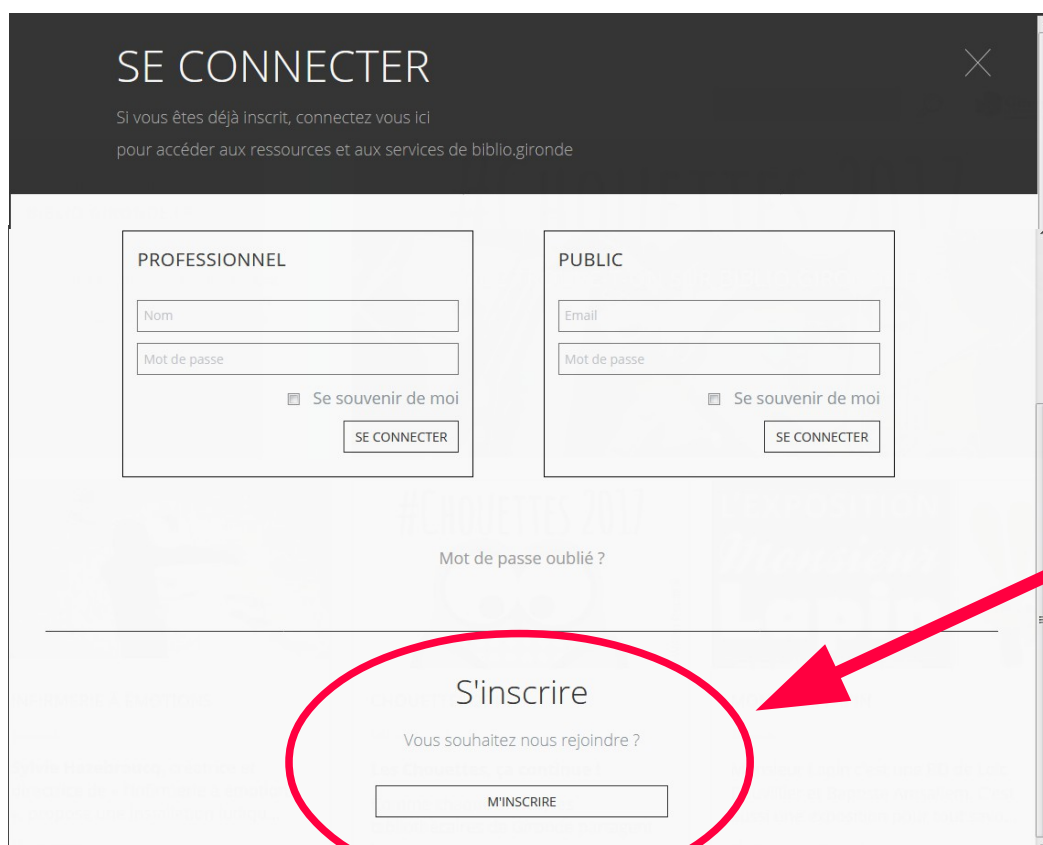 SE CONNECTER
Si vous êtes déjà inscrit, connectez vous ici
pour accéder aux ressources et aux services de biblio.gironde
PROFESSIONNEL
Nom
Mot de passe
Se souvenir de moi
SE CONNECTER
PUBLIC
Email
Mot de passe
Se souvenir de moi
SE CONNECTER
#CHOUETTES 2017
Mot de passe oublié ?
S'inscrire
Vous souhaitez nous rejoindre ?
M'INSCRIRE